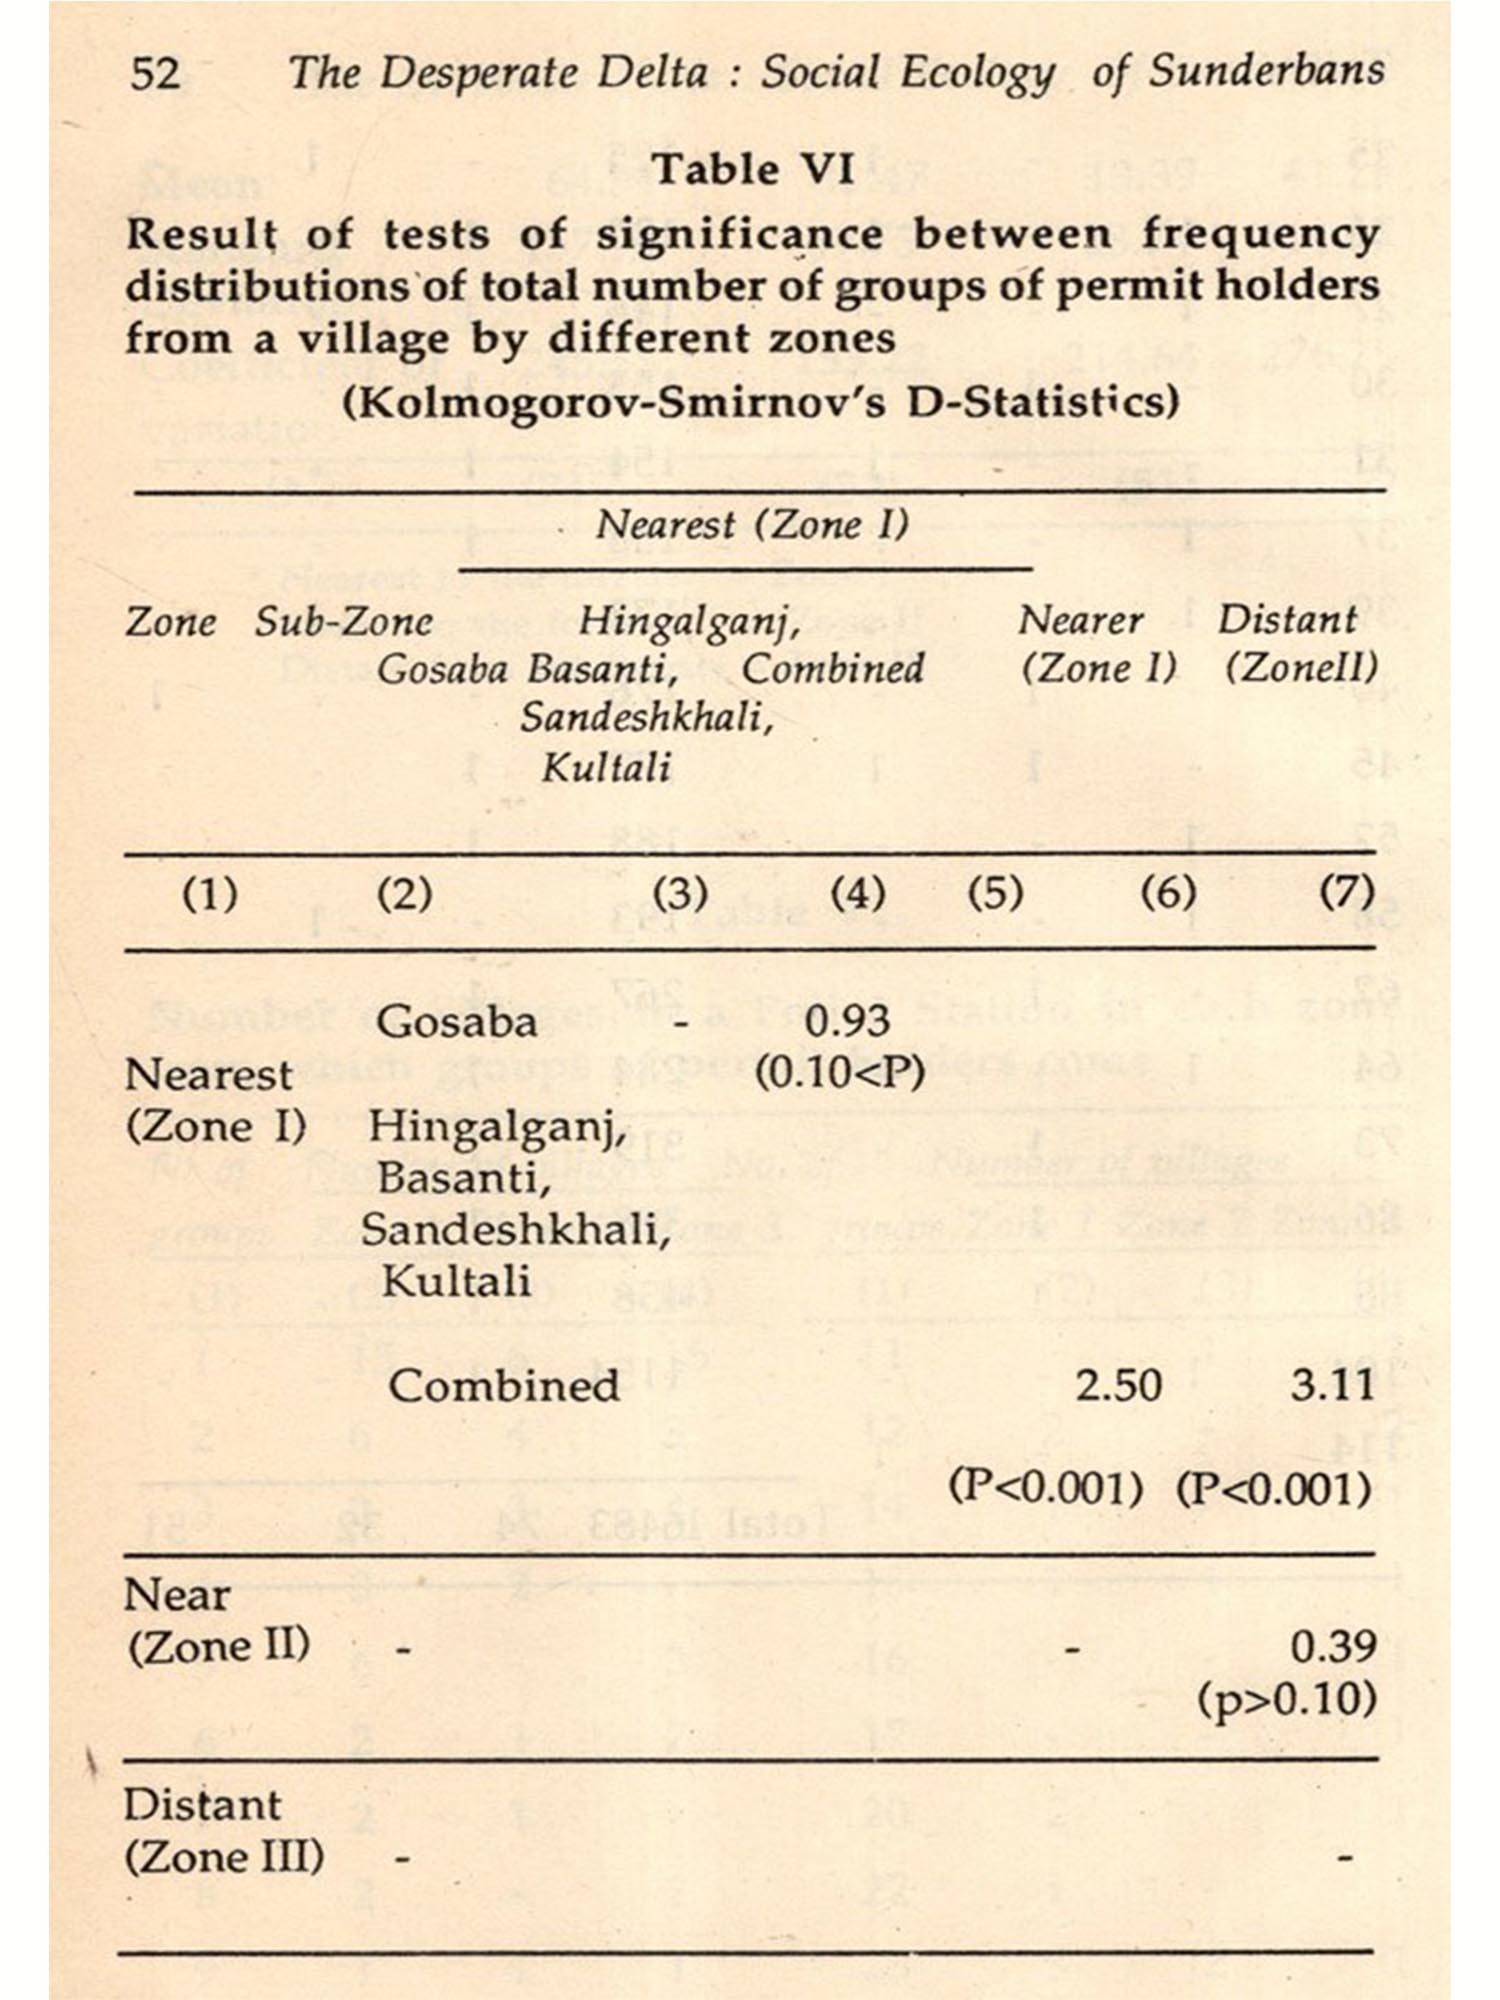 52 The Desperate Delta : Social Ecology of Sunderbans
Table VI
Result of tests of significance between frequency
distributions of total number of groups of permit holders
from a village by different zones
(Kolmogorov-Smirnov's D-Statistics)
Nearest (Zone I)
Zone Sub-Zone Hingalganj, Nearer Distant
Gosaba Basanti, Combined (Zone I) (ZoneII)
Sandeshkhali,
Kultali
(1) (2) (3) (4) (5) (6) (7)
Gosaba - 0.93
Nearest (0.10<P)
(Zone I) Hingalganj,
Basanti,
Sandeshkhali,
Kultali
Combined 2.50 3.11
(P<0.001) (P<0.001)
Near
(Zone II) - - 0.39
(p>0.10)
Distant
(Zone III) - -